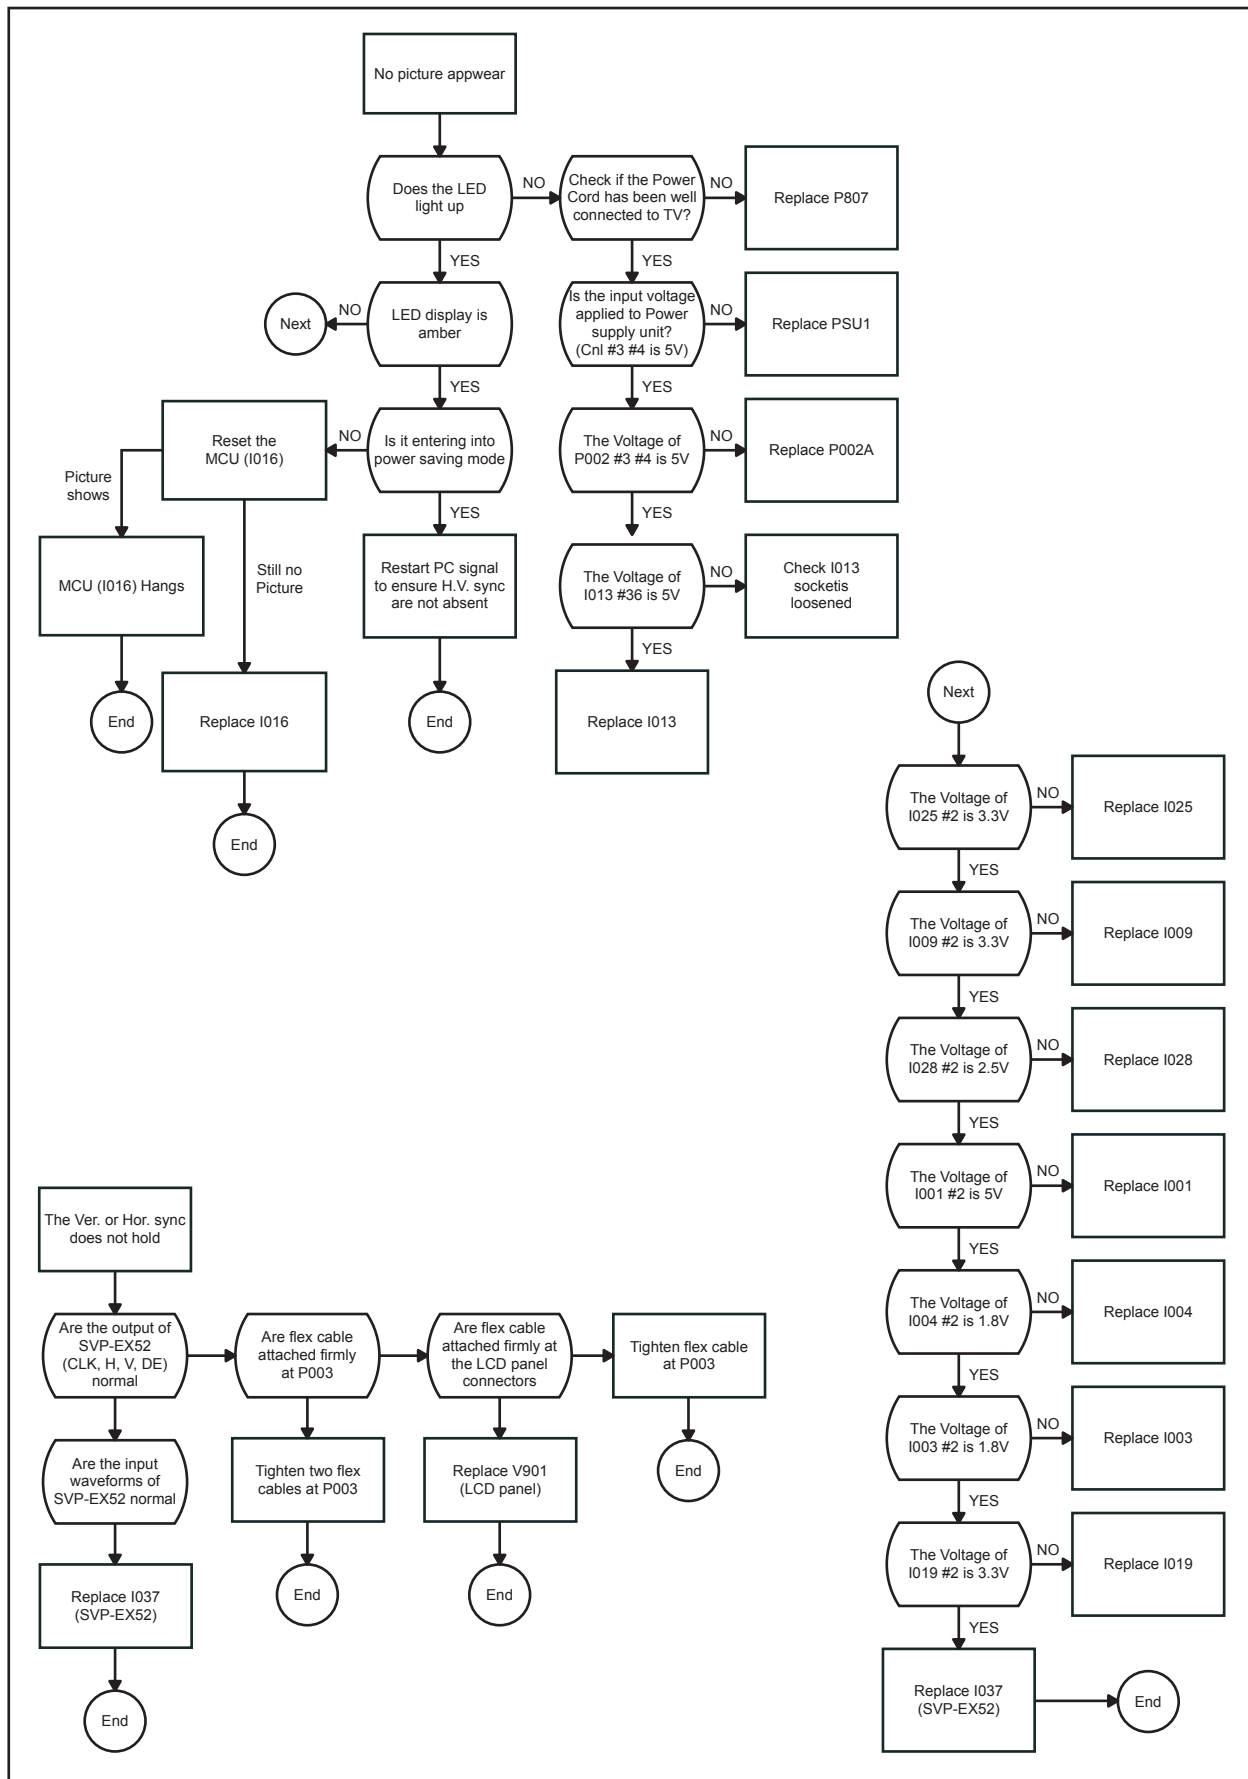 No picture appwear
Does the LED
light up
NO
Check if the Power
Cord has been well
connected to TV?
NO
Replace P807
YES
YES
Next
NO
LED display is
amber
Is the input voltage
applied to Power
supply unit?
(Cnl #3 #4 is 5V)
NO
Replace PSU1
YES
YES
Reset the
MCU (I016)
NO
Is it entering into
power saving mode
The Voltage of
P002 #3 #4 is 5V
NO
Replace P002A
Picture
shows
YES
YES
MCU (I016) Hangs
Still no
Picture
Restart PC signal
to ensure H.V. sync
are not absent
The Voltage of
I013 #36 is 5V
NO
Check I013
socketis
loosened
YES
End
Replace I016
End
Replace I013
End
Next
The Voltage of
I025 #2 is 3.3V
NO
Replace I025
YES
The Voltage of
I009 #2 is 3.3V
NO
Replace I009
YES
The Voltage of
I028 #2 is 2.5V
NO
Replace I028
YES
The Voltage of
I001 #2 is 5V
NO
Replace I001
YES
The Voltage of
I004 #2 is 1.8V
NO
Replace I004
YES
The Voltage of
I003 #2 is 1.8V
NO
Replace I003
YES
The Voltage of
I019 #2 is 3.3V
NO
Replace I019
YES
Replace I037
(SVP-EX52)
End
The Ver. or Hor. sync
does not hold
Are the output of
SVP-EX52
(CLK, H, V, DE)
normal
Are flex cable
attached firmly
at P003
Are flex cable
attached firmly at
the LCD panel
connectors
Tighten flex cable
at P003
Are the input
waveforms of
SVP-EX52 normal
Tighten two flex
cables at P003
Replace V901
(LCD panel)
End
Replace I037
(SVP-EX52)
End
End
End